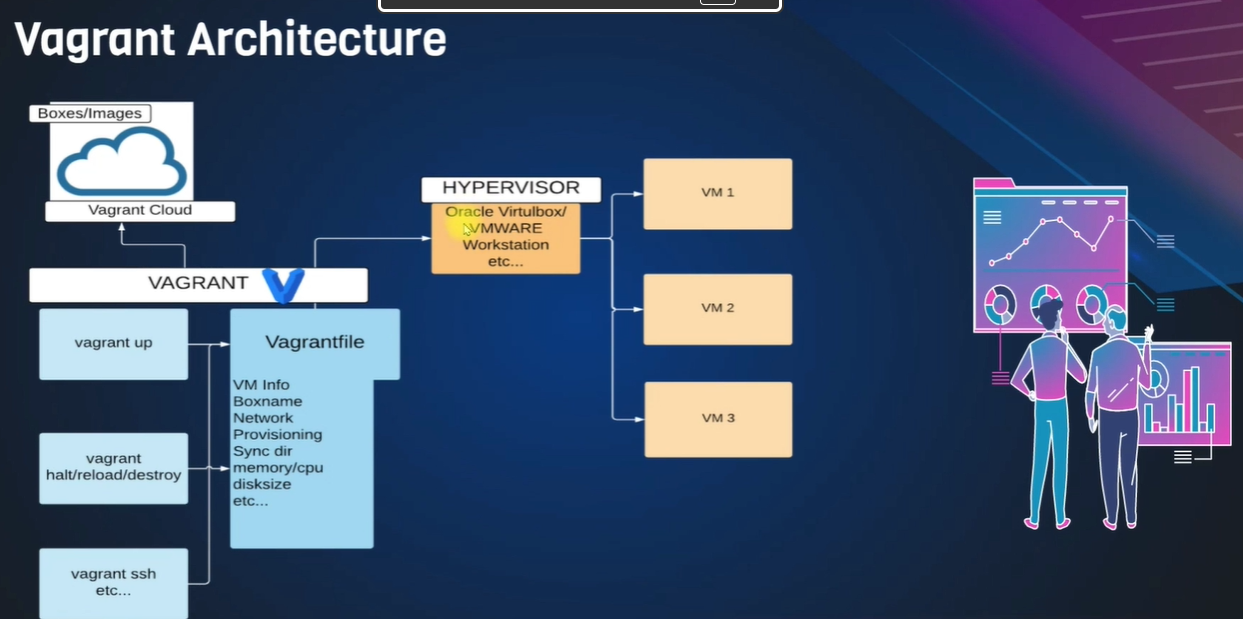 Vagrant Architecture
Boxes/Images
Vagrant Cloud
VAGRANT
vagrant up
vagrant
halt/reload/destroy
vagrant ssh
etc...
Vagrantfile
VM Info
Boxname
Network
Provisioning
Sync dir
memory/cpu
disksize
etc...
HYPERVISOR
Oracle Virtulbox/
VMWARE
Workstation
etc...
VM 1
VM 2
VM 3